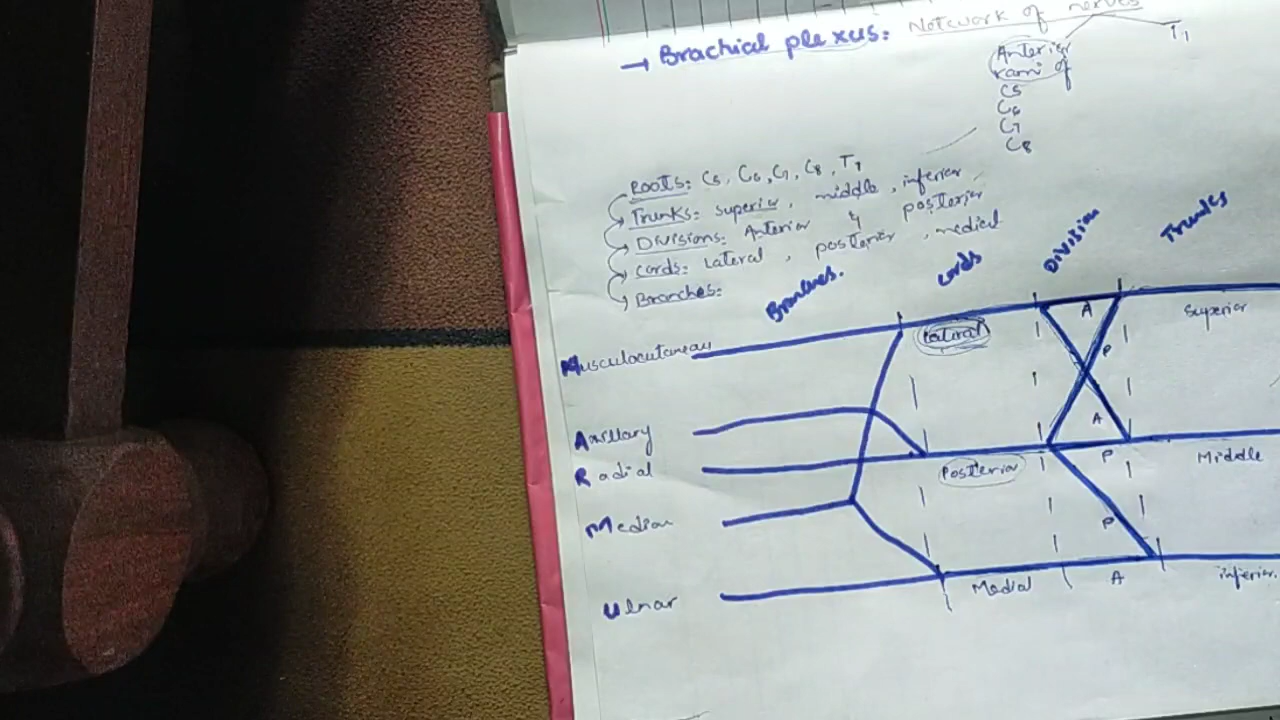 → Brachial plexus: Network of nerves
Anterior T1
rami of
C5
C6
C7
C8
Roots: C5, C6, C7, C8, T1
Trunks: superior, middle, inferior
Divisions: Anterior & posterior
Cords: Lateral, posterior, medical
Branches:
Branches. Cords Division Trunks
Musculocutaneau Lateral A Superior
P
Axillary A
Radial Posterior P Middle
Median P
Ulnar Medial A inferior.